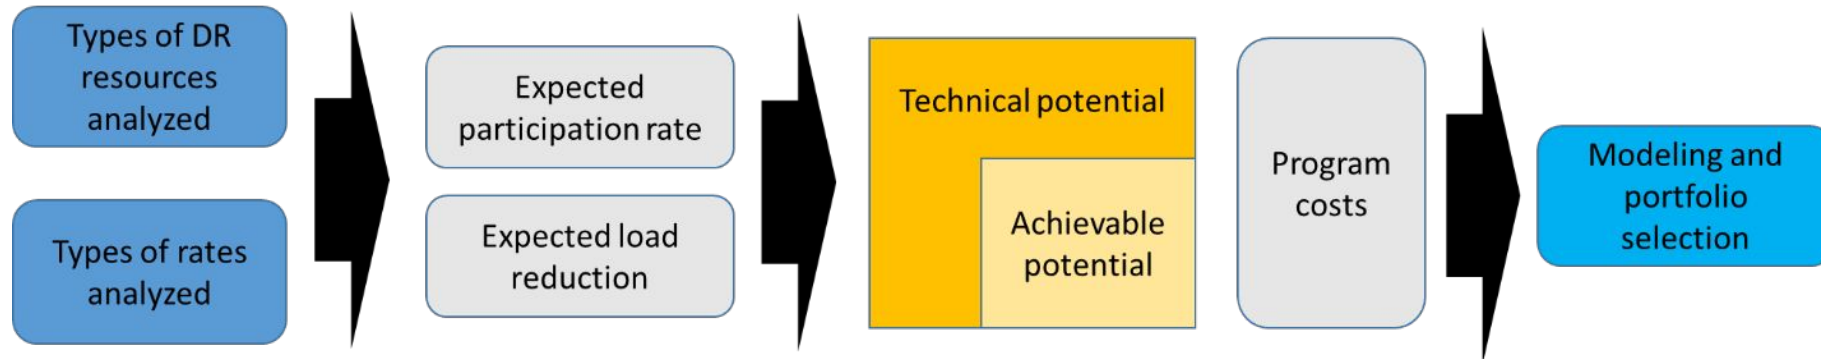 Types of DR
resources
analyzed
Types of rates
analyzed
Expected
participation rate
Expected load
reduction
Technical potential
Achievable
potential
Program
costs
Modeling and
portfolio
selection